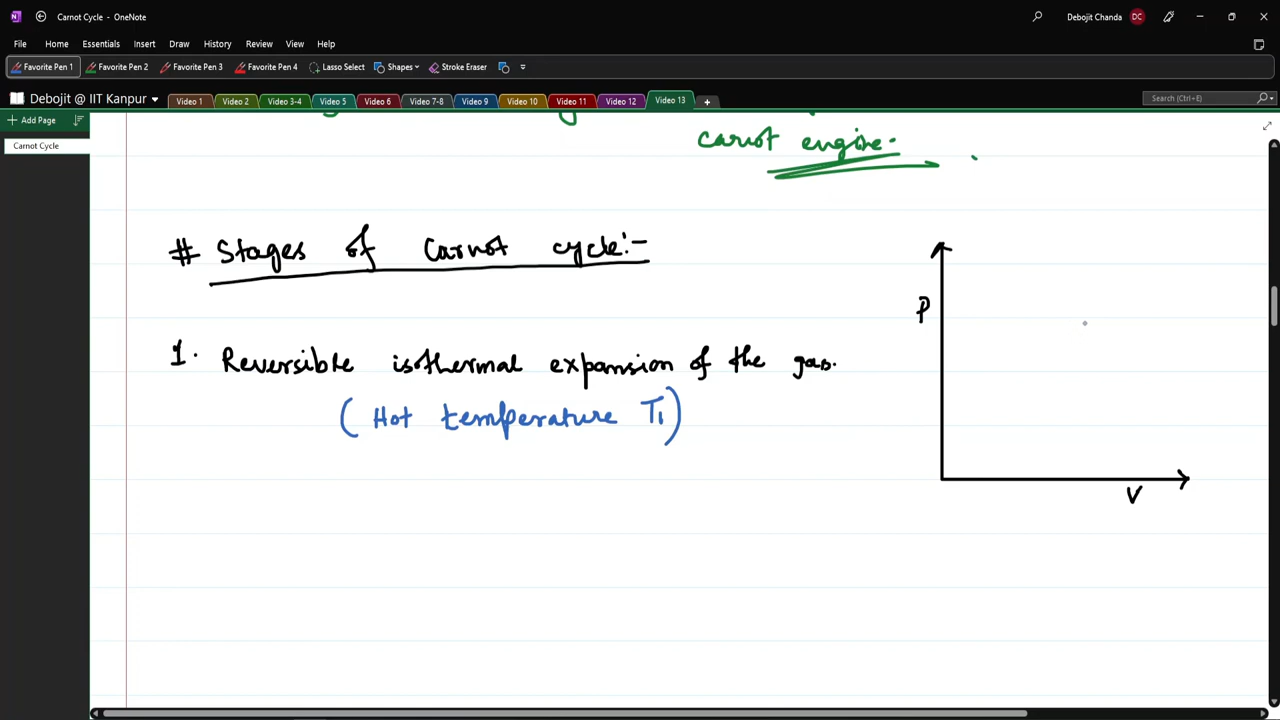 Carnot Cycle - OneNote
Debojit Chanda DC
File Home Essentials Insert Draw History Review View Help
Favorite Pen 1 Favorite Pen 2 Favorite Pen 3 Favorite Pen 4 Lasso Select Shapes Stroke Eraser
Debojit @ IIT Kanpur Video 1 Video 2 Video 3-4 Video 5 Video 6 Video 7-8 Video 9 Video 10 Video 11 Video 12 Video 13 + Search (Ctrl+E)
+ Add Page
Carnot Cycle
carnot engine.
# Stages of Carnot cycle:-
P
1. Reversible isothermal expansion of the gas.
(Hot temperature T1)
V